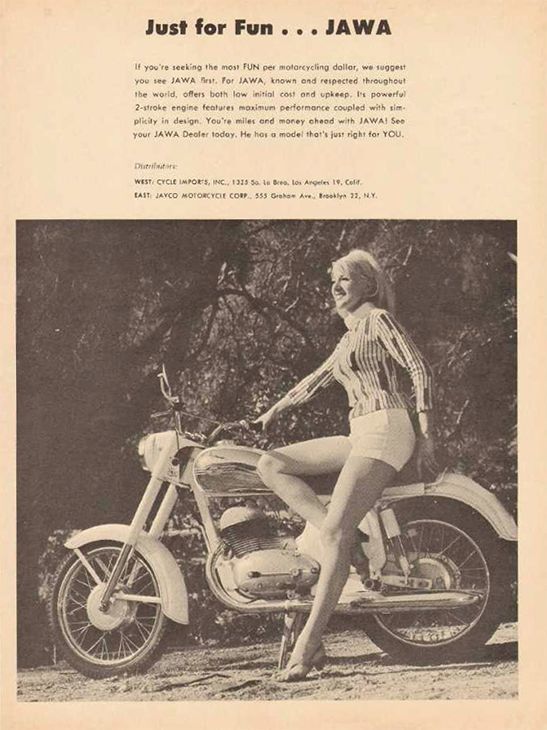 Just for Fun . . . JAWA
If you're seeking the most FUN per motorcycling dollar, we suggest
you see JAWA first. For JAWA, known and respected throughout
the world, offers both low initial cost and upkeep. Its powerful
2-stroke engine features maximum performance coupled with sim-
plicity in design. You're miles and money ahead with JAWA! See
your JAWA Dealer today. He has a model that's just right for YOU.
Distributors:
WEST: CYCLE IMPORTS, INC., 1325 So. La Brea, Los Angeles 19, Calif.
EAST: JAYCO MOTORCYCLE CORP., 555 Graham Ave., Brooklyn 22, N.Y.